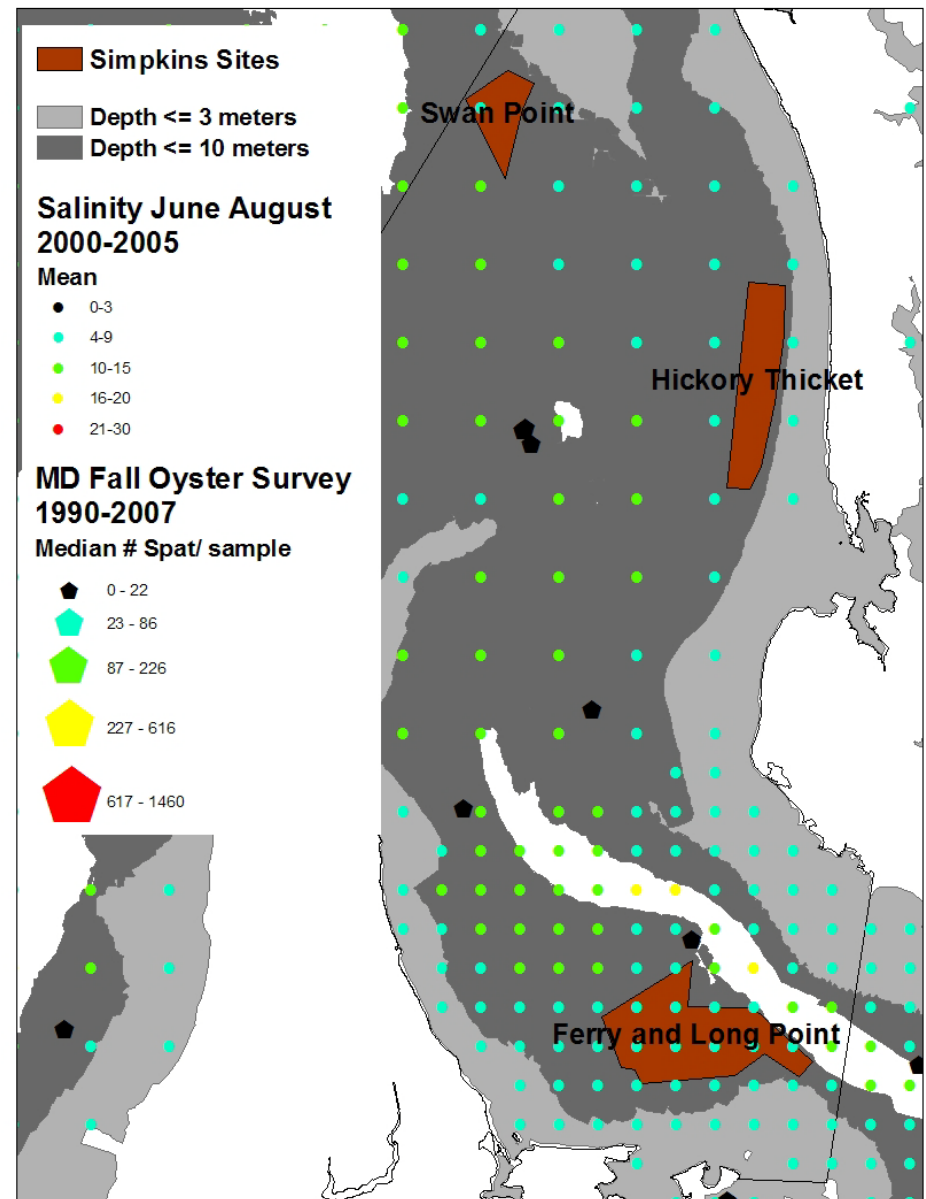 Simpkins Sites
Depth <= 3 meters
Depth <= 10 meters
Salinity June August
2000-2005
Mean
0-3
4-9
10-15
16-20
21-30
MD Fall Oyster Survey
1990-2007
Median # Spat/ sample
0 - 22
23 - 86
87 - 226
227 - 616
617 - 1460
Swan Point
Hickory Thicket
Ferry and Long Point